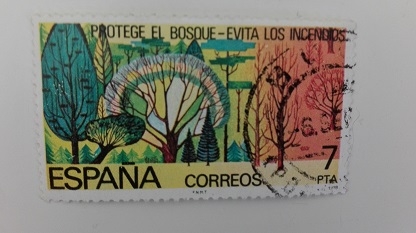 PROTEGE EL BOSQUE-EVITA LOS INCENDIOS
7
ESPAÑA CORREOS PTA